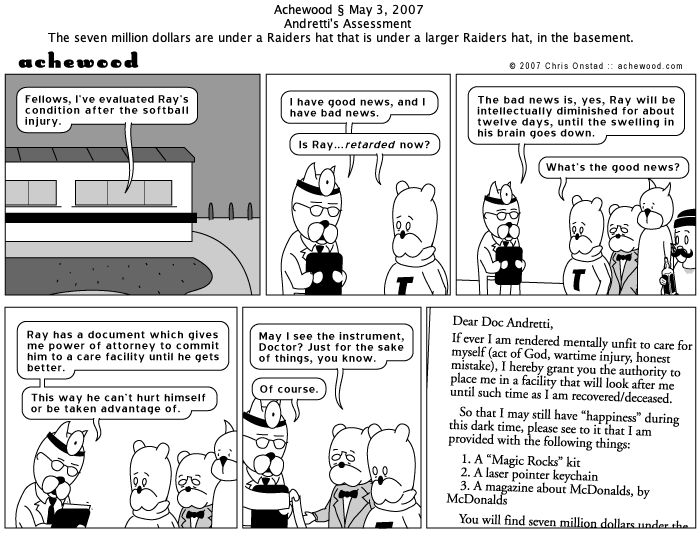 Achewood § May 3, 2007
Andretti's Assessment
The seven million dollars are under a Raiders hat that is under a larger Raiders hat, in the basement.
achewood
© 2007 Chris Onstad :: achewood.com
Fellows, I've evaluated Ray's
condition after the softball
injury.
I have good news, and I
have bad news.
Is Ray...retarded now?
T
The bad news is, yes, Ray will be
intellectually diminished for about
twelve days, until the swelling in
his brain goes down.
What's the good news?
T
Ray has a document which gives
me power of attorney to commit
him to a care facility until he gets
better.
This way he can't hurt himself
or be taken advantage of.
May I see the instrument,
Doctor? Just for the sake
of things, you know.
Of course.
T
Dear Doc Andretti,
If ever I am rendered mentally unfit to care for
myself (act of God, wartime injury, honest
mistake), I hereby grant you the authority to
place me in a facility that will look after me
until such time as I am recovered/deceased.
So that I may still have "happiness" during
this dark time, please see to it that I am
provided with the following things:
1. A "Magic Rocks" kit
2. A laser pointer keychain
3. A magazine about McDonalds, by
McDonalds
You will find seven million dollars under the